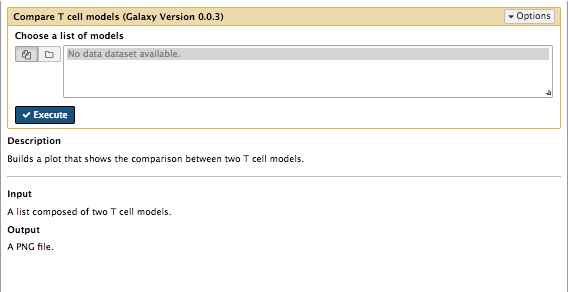 Compare T cell models (Galaxy Version 0.0.3)
Options
Choose a list of models
No data dataset available.
Execute
Description
Builds a plot that shows the comparison between two T cell models.
Input
A list composed of two T cell models.
Output
A PNG file.